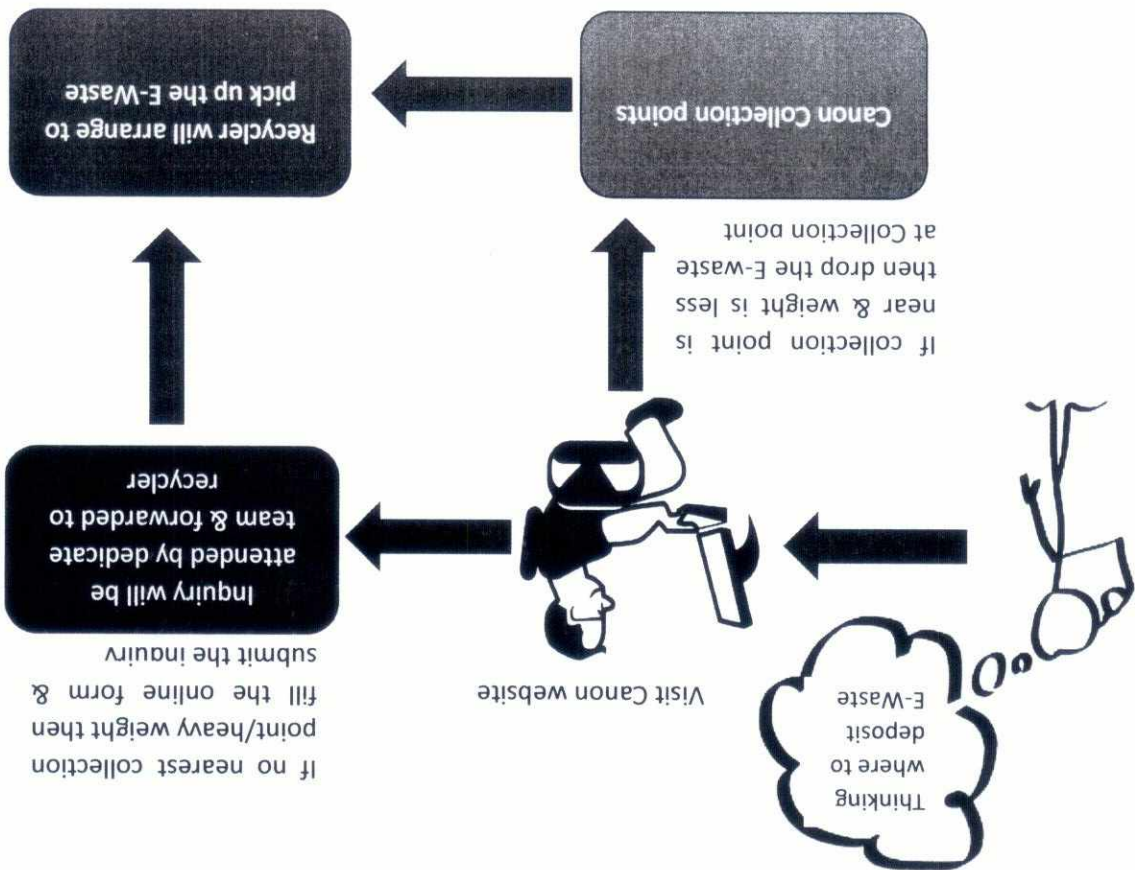 Thinking
where to
deposit
E-Waste
Visit Canon website
If no nearest collection
point/heavy weight then
fill the online form &
submit the inquiry
Inquiry will be
attended by dedicate
team & forwarded to
recycler
If collection point is
near & weight is less
then drop the E-waste
at Collection point
Canon Collection points
Recycler will arrange to
pick up the E-Waste